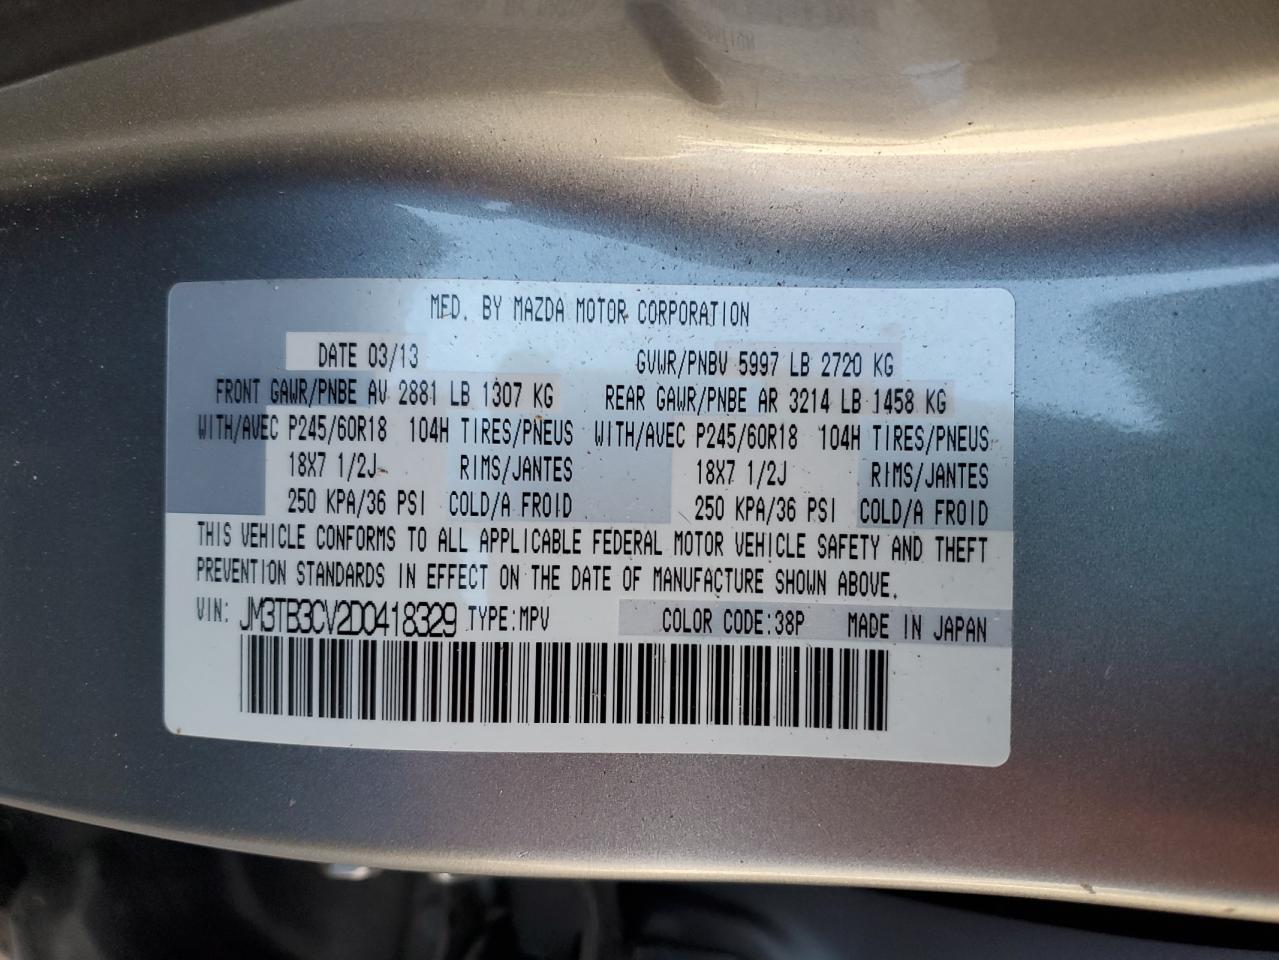 MFD. BY MAZDA MOTOR CORPORATION
DATE 03/13 GVWR/PNBV 5997 LB 2720 KG
FRONT GAWR/PNBE AV 2881 LB 1307 KG REAR GAWR/PNBE AR 3214 LB 1458 KG
WITH/AVEC P245/60R18 104H TIRES/PNEUS WITH/AVEC P245/60R18 104H TIRES/PNEUS
18X7 1/2J RIMS/JANTES 18X7 1/2J RIMS/JANTES
250 KPA/36 PSI COLD/A FROID 250 KPA/36 PSI COLD/A FROID
THIS VEHICLE CONFORMS TO ALL APPLICABLE FEDERAL MOTOR VEHICLE SAFETY AND THEFT
PREVENTION STANDARDS IN EFFECT ON THE DATE OF MANUFACTURE SHOWN ABOVE.
VIN: JM3TB3CV2D0418329 TYPE:MPV COLOR CODE:38P MADE IN JAPAN